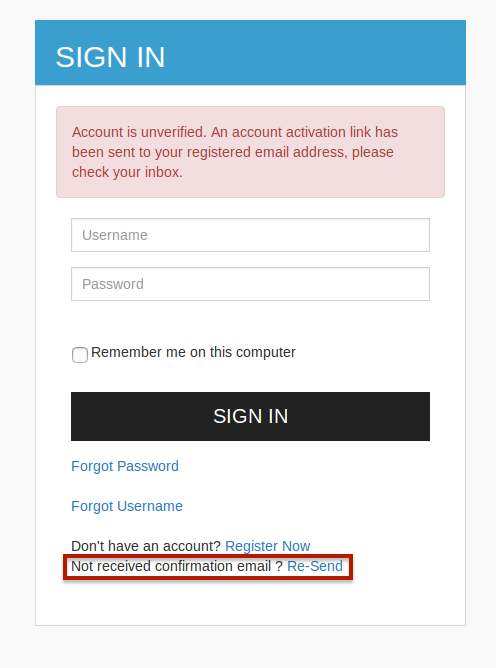 SIGN IN
Account is unverified. An account activation link has
been sent to your registered email address, please
check your inbox.
Username
Password
Remember me on this computer
SIGN IN
Forgot Password
Forgot Username
Don't have an account? Register Now
Not received confirmation email ? Re-Send